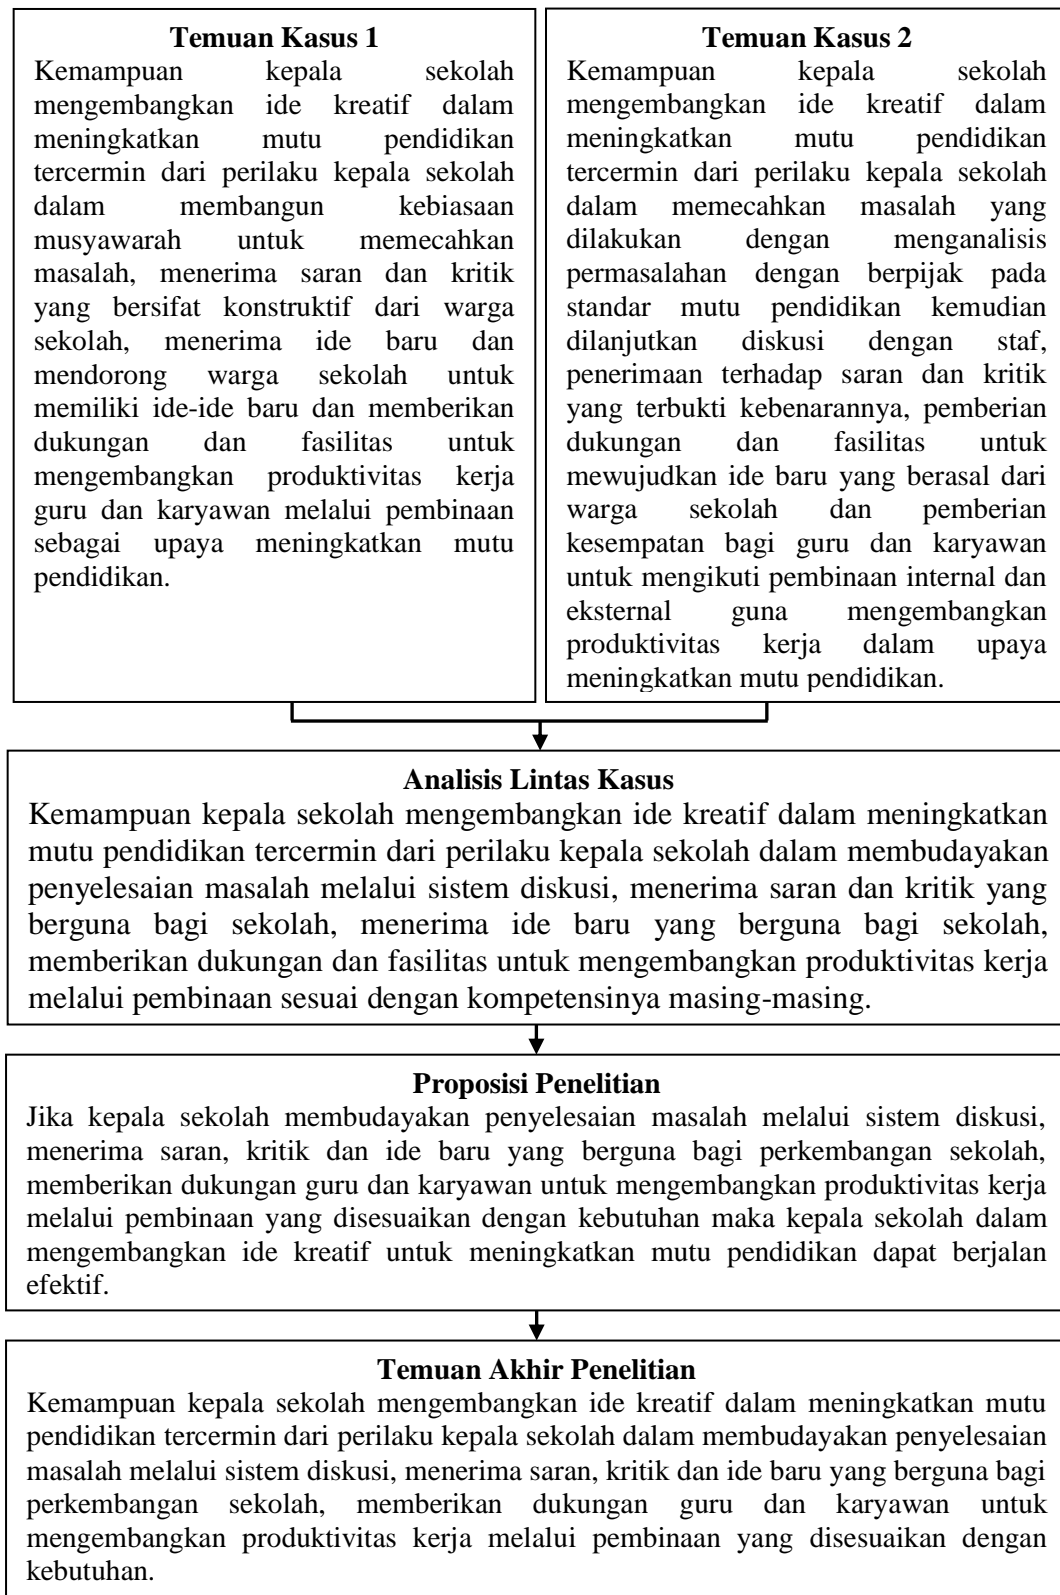 Temuan Kasus 1
Kemampuan kepala sekolah
mengembangkan ide kreatif dalam
meningkatkan mutu pendidikan
tercermin dari perilaku kepala sekolah
dalam membangun kebiasaan
musyawarah untuk memecahkan
masalah, menerima saran dan kritik
yang bersifat konstruktif dari warga
sekolah, menerima ide baru dan
mendorong warga sekolah untuk
memiliki ide-ide baru dan memberikan
dukungan dan fasilitas untuk
mengembangkan produktivitas kerja
guru dan karyawan melalui pembinaan
sebagai upaya meningkatkan mutu
pendidikan.
Temuan Kasus 2
Kemampuan kepala sekolah
mengembangkan ide kreatif dalam
meningkatkan mutu pendidikan
tercermin dari perilaku kepala sekolah
dalam memecahkan masalah yang
dilakukan dengan menganalisis
permasalahan dengan berpijak pada
standar mutu pendidikan kemudian
dilanjutkan diskusi dengan staf,
penerimaan terhadap saran dan kritik
yang terbukti kebenarannya, pemberian
dukungan dan fasilitas untuk
mewujudkan ide baru yang berasal dari
warga sekolah dan pemberian
kesempatan bagi guru dan karyawan
untuk mengikuti pembinaan internal dan
eksternal guna mengembangkan
produktivitas kerja dalam upaya
meningkatkan mutu pendidikan.
Analisis Lintas Kasus
Kemampuan kepala sekolah mengembangkan ide kreatif dalam meningkatkan
mutu pendidikan tercermin dari perilaku kepala sekolah dalam membudayakan
penyelesaian masalah melalui sistem diskusi, menerima saran dan kritik yang
berguna bagi sekolah, menerima ide baru yang berguna bagi sekolah,
memberikan dukungan dan fasilitas untuk mengembangkan produktivitas kerja
melalui pembinaan sesuai dengan kompetensinya masing-masing.
Proposisi Penelitian
Jika kepala sekolah membudayakan penyelesaian masalah melalui sistem diskusi,
menerima saran, kritik dan ide baru yang berguna bagi perkembangan sekolah,
memberikan dukungan guru dan karyawan untuk mengembangkan produktivitas kerja
melalui pembinaan yang disesuaikan dengan kebutuhan maka kepala sekolah dalam
mengembangkan ide kreatif untuk meningkatkan mutu pendidikan dapat berjalan
efektif.
Temuan Akhir Penelitian
Kemampuan kepala sekolah mengembangkan ide kreatif dalam meningkatkan mutu
pendidikan tercermin dari perilaku kepala sekolah dalam membudayakan penyelesaian
masalah melalui sistem diskusi, menerima saran, kritik dan ide baru yang berguna bagi
perkembangan sekolah, memberikan dukungan guru dan karyawan untuk
mengembangkan produktivitas kerja melalui pembinaan yang disesuaikan dengan
kebutuhan.